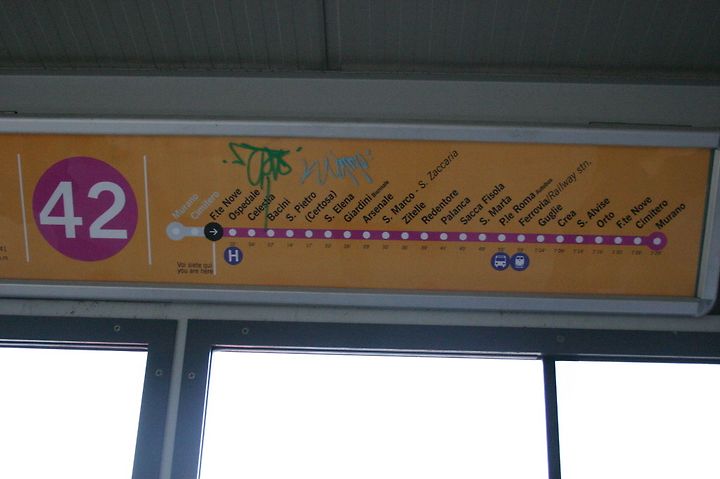 42
Murano
Cimitero
F.te Nove
Ospedale
Celestia
Bacini
S. Pietro
(Certosa)
S. Elena
Giardini Biennale
Arsenale
S. Marco - S. Zaccaria
Zitelle
Redentore
Palanca
Sacca Fisola
S. Marta
P.le Roma Autobus
Ferrovia/Railway stn.
Guglie
Crea
S. Alvise
Orto
F.te Nove
Cimitero
Murano
H
Voi siete qui
you are here